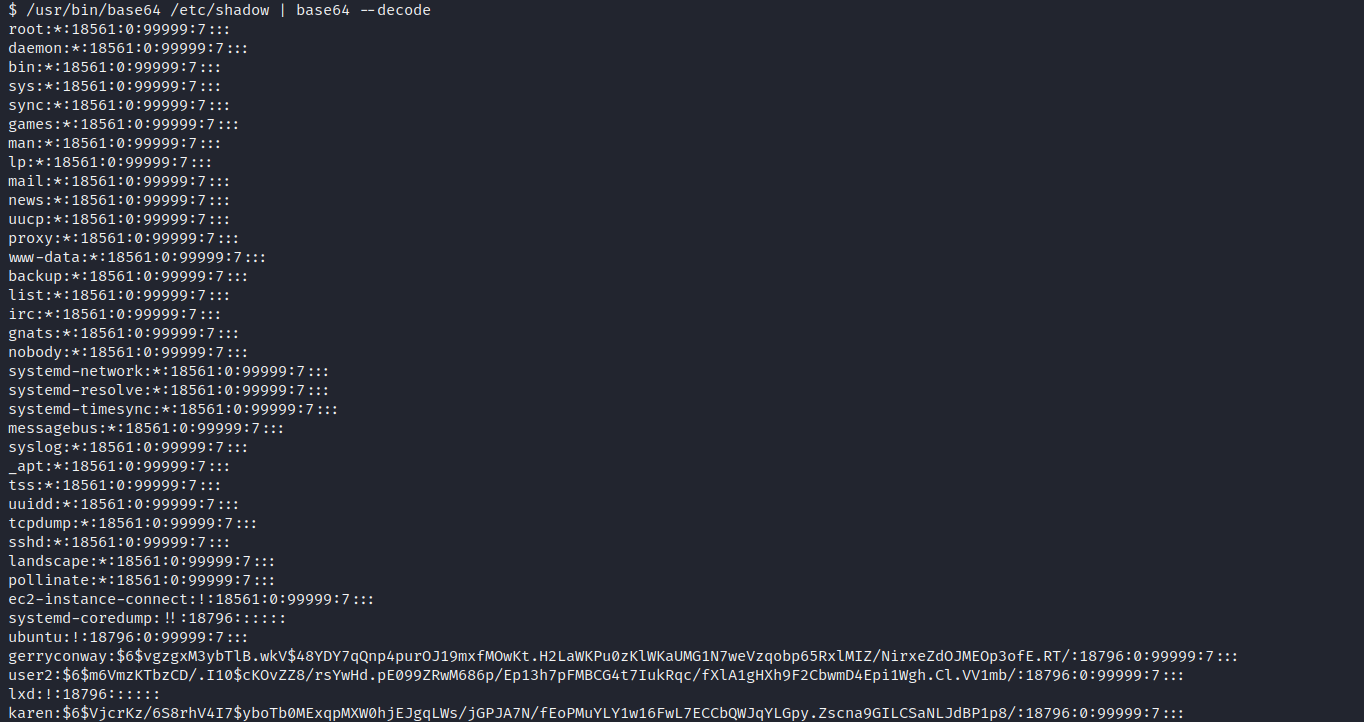 $ /usr/bin/base64 /etc/shadow | base64 --decode
root:*:18561:0:99999:7:::
daemon:*:18561:0:99999:7:::
bin:*:18561:0:99999:7:::
sys:*:18561:0:99999:7:::
sync:*:18561:0:99999:7:::
games:*:18561:0:99999:7:::
man:*:18561:0:99999:7:::
lp:*:18561:0:99999:7:::
mail:*:18561:0:99999:7:::
news:*:18561:0:99999:7:::
uucp:*:18561:0:99999:7:::
proxy:*:18561:0:99999:7:::
www-data:*:18561:0:99999:7:::
backup:*:18561:0:99999:7:::
list:*:18561:0:99999:7:::
irc:*:18561:0:99999:7:::
gnats:*:18561:0:99999:7:::
nobody:*:18561:0:99999:7:::
systemd-network:*:18561:0:99999:7:::
systemd-resolve:*:18561:0:99999:7:::
systemd-timesync:*:18561:0:99999:7:::
messagebus:*:18561:0:99999:7:::
syslog:*:18561:0:99999:7:::
_apt:*:18561:0:99999:7:::
tss:*:18561:0:99999:7:::
uuidd:*:18561:0:99999:7:::
tcpdump:*:18561:0:99999:7:::
sshd:*:18561:0:99999:7:::
landscape:*:18561:0:99999:7:::
pollinate:*:18561:0:99999:7:::
ec2-instance-connect:!:18561:0:99999:7:::
systemd-coredump:!!:18796::::::
ubuntu:!:18796:0:99999:7:::
gerryconway:$6$vgzgxM3ybTlB.wkV$48YDY7qQnp4purOJ19mxfMOwKt.H2LaWKPu0zKlWKaUMG1N7weVzqobp65RxlMIZ/NirxeZdOJMEOp3ofE.RT/:18796:0:99999:7:::
user2:$6$m6VmzKTbzCD/.I10$cKOvZZ8/rsYwHd.pE099ZRwM686p/Ep13h7pFMBCG4t7IukRqc/fXlA1gHXh9F2CbwmD4Epi1Wgh.Cl.VV1mb/:18796:0:99999:7:::
lxd:!:18796::::::
karen:$6$VjcrKz/6S8rhV4I7$yboTb0MExqpMXW0hjEJgqLWs/jGPJA7N/fEoPMuYLY1w16FwL7ECCbQWJqYLGpy.Zscna9GILCSaNLJdBP1p8/:18796:0:99999:7:::